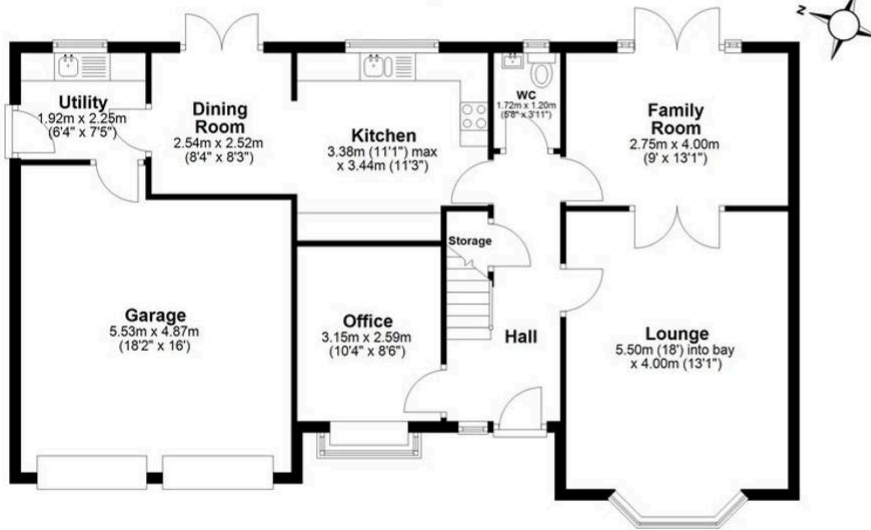 N
Utility
1.92m x 2.25m
(6'4" x 7'5")
Dining
Room
2.54m x 2.52m
(8'4" x 8'3")
Kitchen
3.38m (11'1") max
x 3.44m (11'3")
WC
1.72m x 1.20m
(5'8" x 3'11")
Family
Room
2.75m x 4.00m
(9' x 13'1")
Storage
Garage
5.53m x 4.87m
(18'2" x 16')
Office
3.15m x 2.59m
(10'4" x 8'6")
Hall
Lounge
5.50m (18') into bay
x 4.00m (13'1")